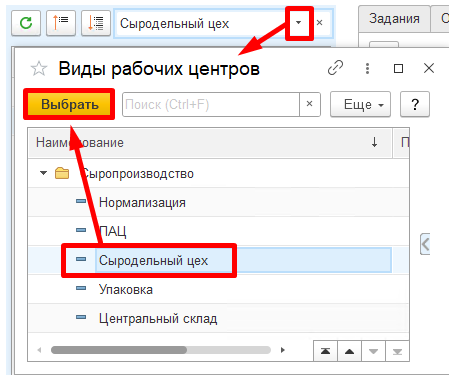 Сыродельный цех
×
Задания
О
Виды рабочих центров
Выбрать
Поиск (Ctrl+F)
×
Еще
?
Наименование
↓
П
Сыропроизводство
Нормализация
ПАЦ
Сыродельный цех
Упаковка
Центральный склад